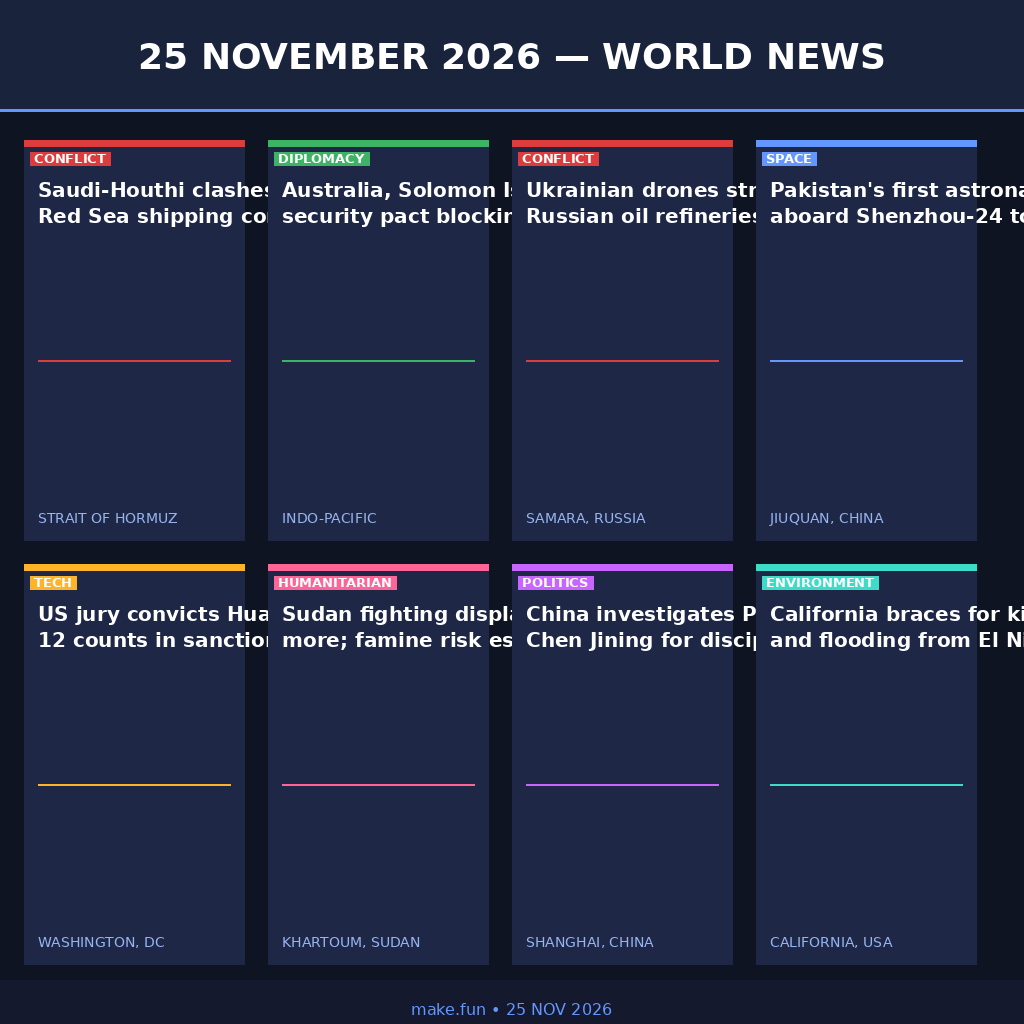 25 NOVEMBER 2026 — WORLD NEWS
CONFLICT
Saudi-Houthi clashes
Red Sea shipping
STRAIT OF HORMUZ
DIPLOMACY
Australia, Solomon
security pact
INDO-PACIFIC
CONFLICT
Ukrainian drones
Russian oil refineries
SAMARA, RUSSIA
SPACE
Pakistan's first
aboard Shenzhou-24
JIUQUAN, CHINA
TECH
US jury convicts
12 counts in
WASHINGTON, DC
HUMANITARIAN
Sudan fighting
more; famine risk
KHARTOUM, SUDAN
POLITICS
China investigates
Chen Jining for
SHANGHAI, CHINA
ENVIRONMENT
California braces for
and flooding from El
CALIFORNIA, USA
make.fun • 25 NOV 2026